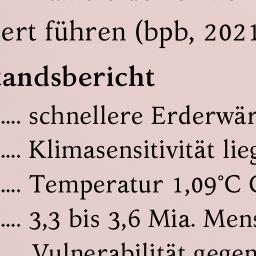 ert führen (bpb, 2021
andsbericht
.... schnellere Erderwär
.... Klimasensitivität lieg
.... Temperatur 1,09°C
.... 3,3 bis 3,6 Mia. Mens
Vulnerabilität gegen